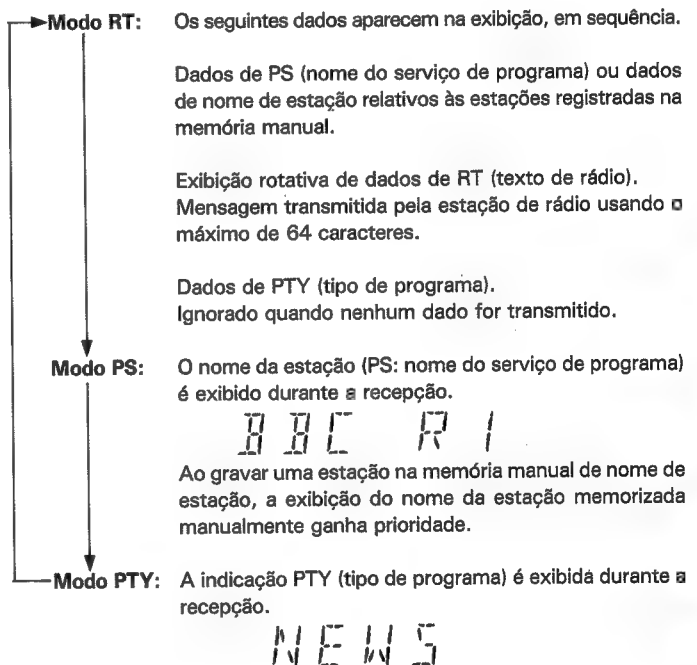 Modo RT: Os seguintes dados aparecem na exibição, em sequência.
Dados de PS (nome do serviço de programa) ou dados
de nome de estação relativos às estações registradas na
memória manual.
Exibição rotativa de dados de RT (texto de rádio).
Mensagem transmitida pela estação de rádio usando o
máximo de 64 caracteres.
Dados de PTY (tipo de programa).
Ignorado quando nenhum dado for transmitido.
Modo PS: O nome da estação (PS: nome do serviço de programa)
é exibido durante a recepção.
BBC R1
Ao gravar uma estação na memória manual de nome de
estação, a exibição do nome da estação memorizada
manualmente ganha prioridade.
Modo PTY: A indicação PTY (tipo de programa) é exibida durante a
recepção.
NEWS